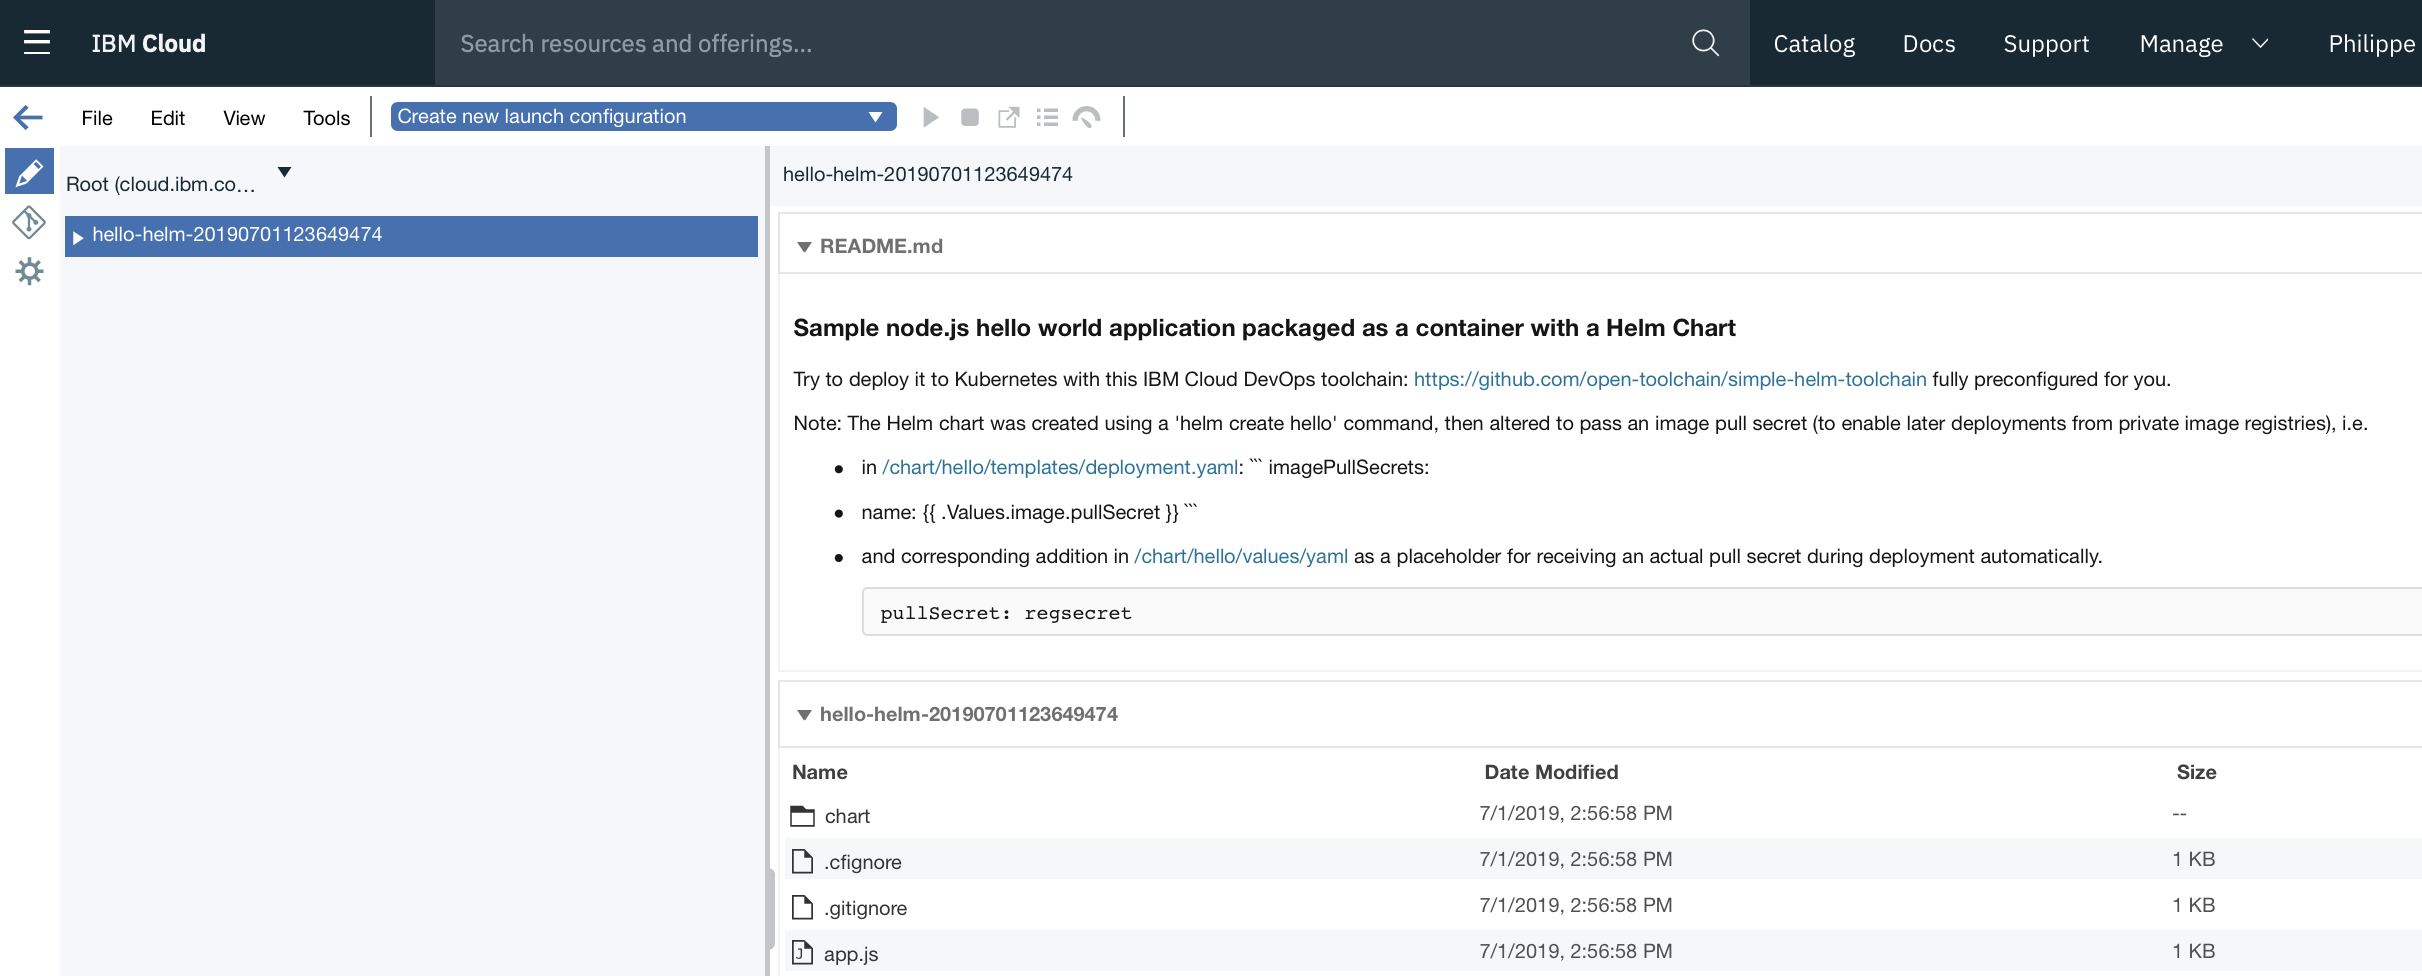 IBM Cloud
Search resources and offerings...
Catalog
Docs
Support
Manage
Philippe
File
Edit
View
Tools
Create new launch configuration
Root (cloud.ibm.co...
hello-helm-20190701123649474
hello-helm-20190701123649474
README.md
Sample node.js hello world application packaged as a container with a Helm Chart
Try to deploy it to Kubernetes with this IBM Cloud DevOps toolchain: https://github.com/open-toolchain/simple-helm-toolchain fully preconfigured for you.
Note: The Helm chart was created using a 'helm create hello' command, then altered to pass an image pull secret (to enable later deployments from private image registries), i.e.
• in /chart/hello/templates/deployment.yaml: ``` imagePullSecrets:
• name: {{ .Values.image.pullSecret }} ```
• and corresponding addition in /chart/hello/values/yaml as a placeholder for receiving an actual pull secret during deployment automatically.
pullSecret: regsecret
hello-helm-20190701123649474
Name Date Modified Size
chart 7/1/2019, 2:56:58 PM --
.cfignore 7/1/2019, 2:56:58 PM 1 KB
.gitignore 7/1/2019, 2:56:58 PM 1 KB
app.js 7/1/2019, 2:56:58 PM 1 KB